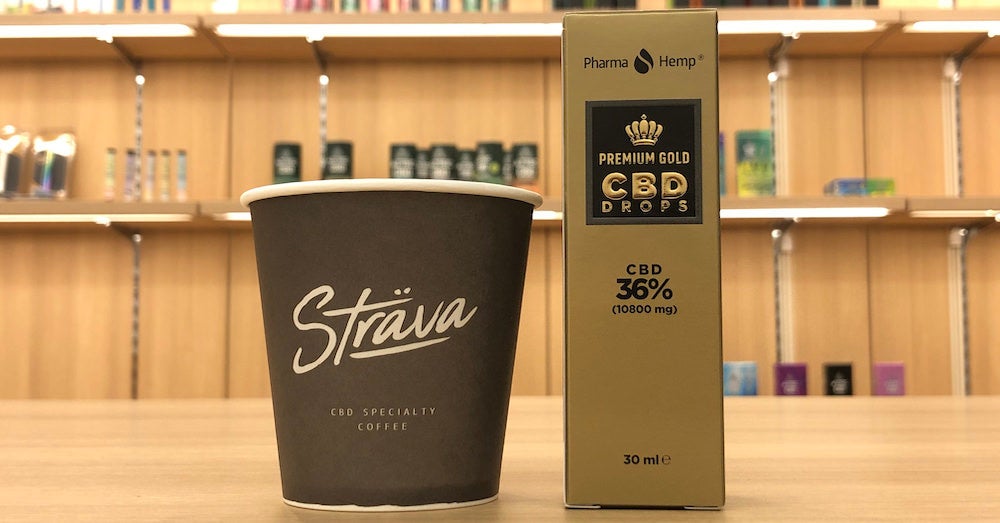 Sträva
CBD SPECIALTY
COFFEE
Pharma Hemp®
PREMIUM GOLD
CBD
DROPS
CBD
36%
(10800 mg)
30 ml ℮